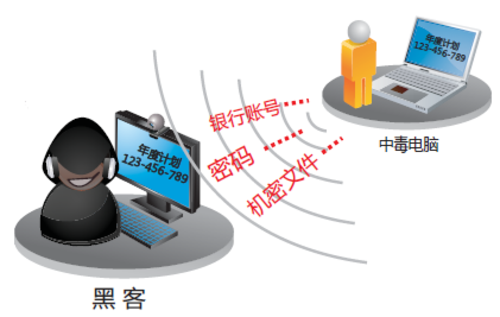 年度计划
123-456-789
银行账号
密码
机密文件
中毒电脑
年度计划
123-456-789
黑客